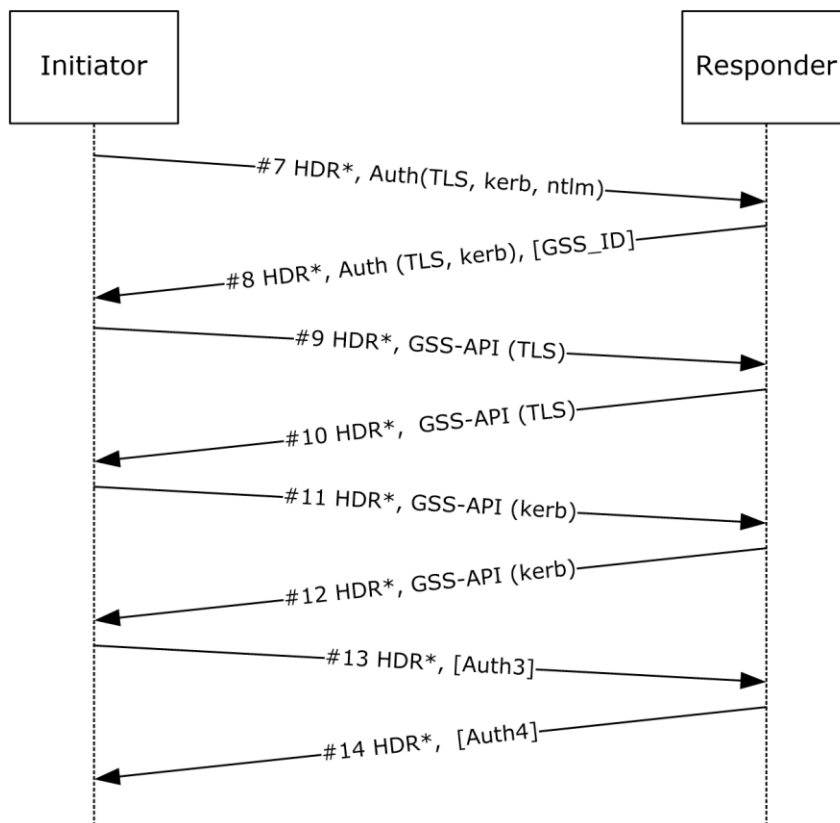 Initiator
Responder
#7 HDR*, Auth(TLS, kerb, ntlm)
#8 HDR*, Auth (TLS, kerb), [GSS_ID]
#9 HDR*, GSS-API (TLS)
#10 HDR*, GSS-API (TLS)
#11 HDR*, GSS-API (kerb)
#12 HDR*, GSS-API (kerb)
#13 HDR*, [Auth3]
#14 HDR*, [Auth4]